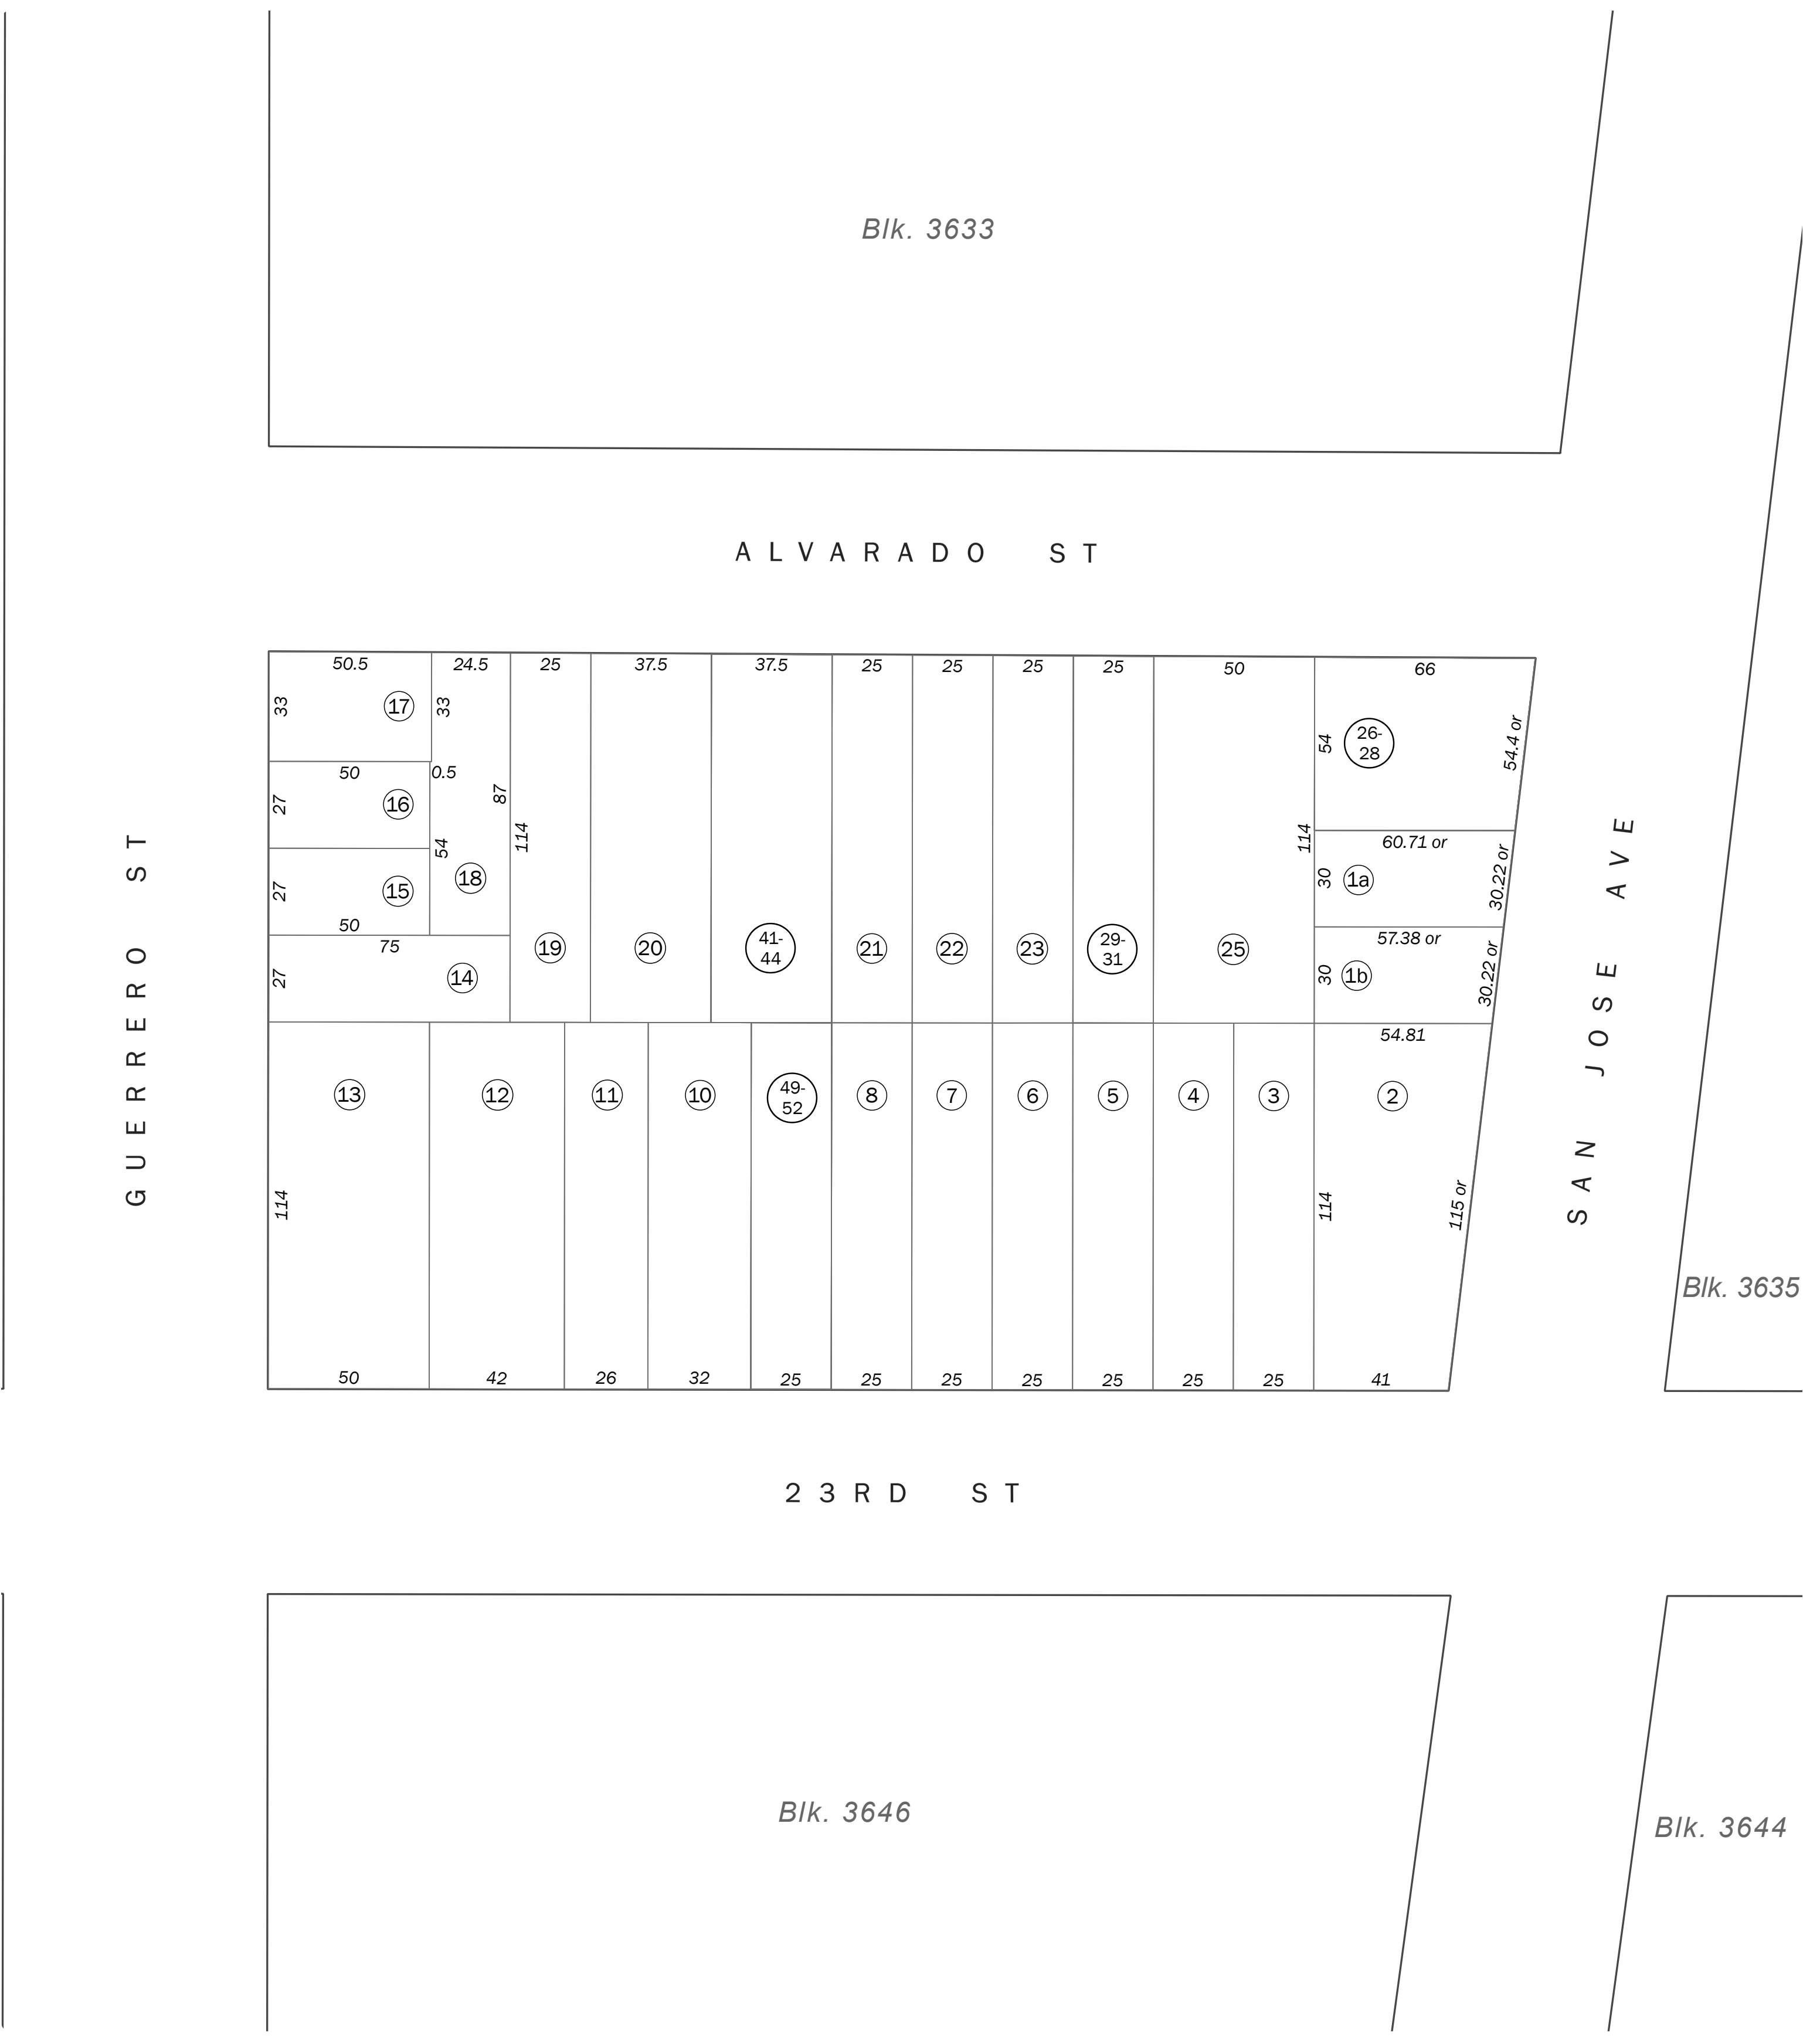 Blk. 3633
ALVARADO ST
50.5 24.5 25 37.5 37.5 25 25 25 25 50 66
33 17 33 54 26-
28 54.4 or
50 0.5
27 16 87 114 114 60.71 or
27 15 54 18 30 1a 30.22 or
50
75 57.38 or
27 14 19 20 41-
44 21 22 23 29-
31 25 30 1b 30.22 or
54.81
13 12 11 10 49-
52 8 7 6 5 4 3 2
114 114 115 or
50 42 26 32 25 25 25 25 25 25 25 41
GUERRERO ST
SAN JOSE AVE
Blk. 3635
23RD ST
Blk. 3646
Blk. 3644